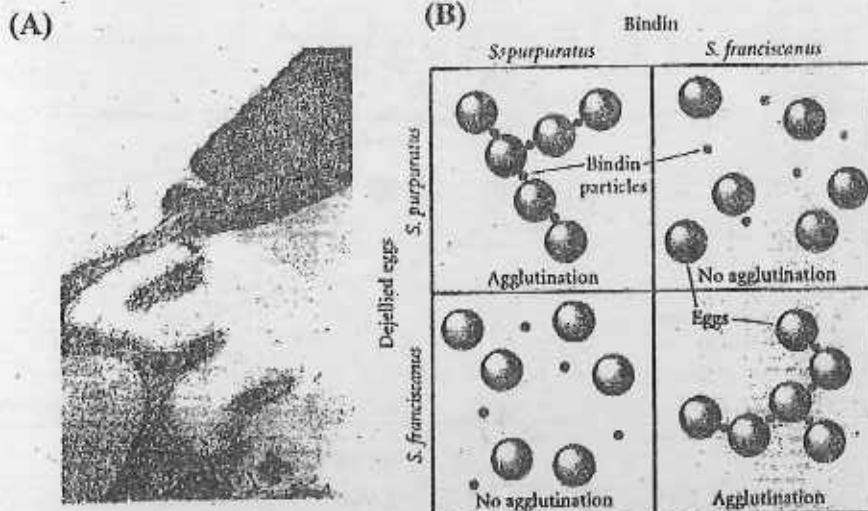 (A)
(B)
Bindin
S. purpuratus
S. franciscanus
Dejellied eggs
S. purpuratus
Bindin
particles
Agglutination
No agglutination
S. franciscanus
Eggs
No agglutination
Agglutination